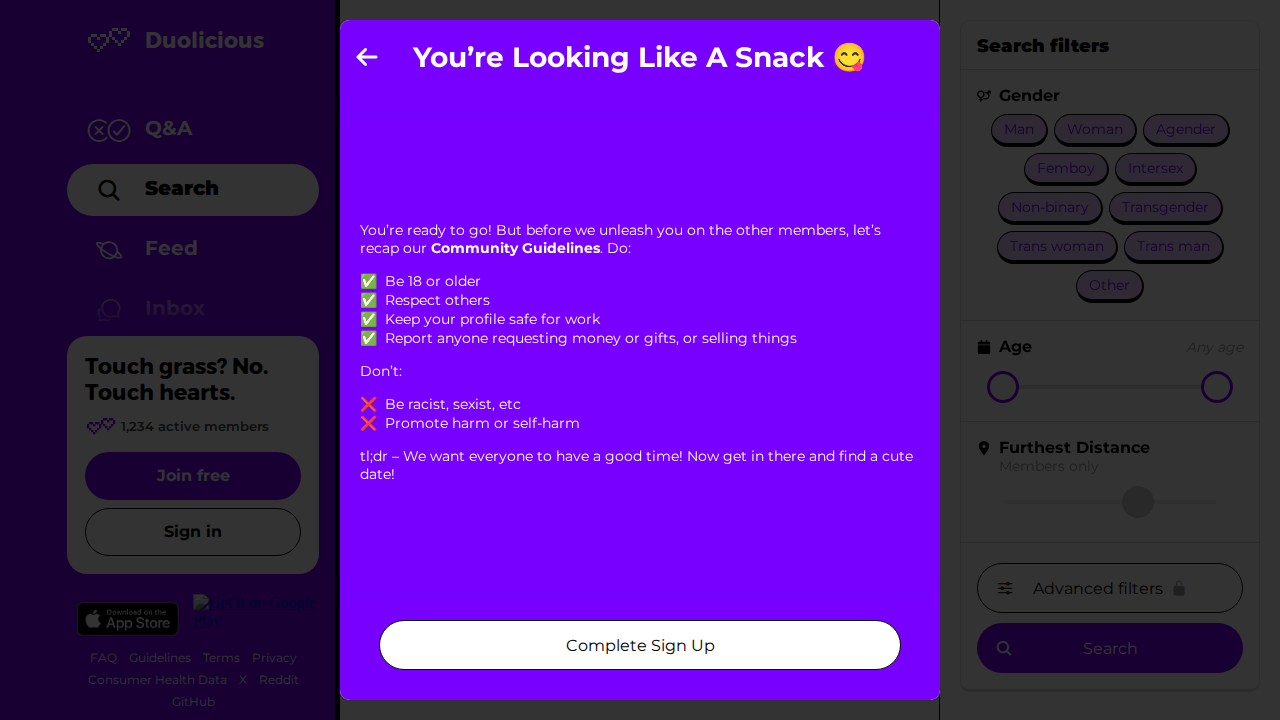 Duolicious
Q&A
Search
Feed
Inbox
Touch grass? No.
Touch hearts.
1,234 active members
Join free
Sign in
Download on the
App Store
Get it on Google
Play
FAQ Guidelines Terms Privacy
Consumer Health Data X Reddit
GitHub
You’re Looking Like A Snack 😋
You’re ready to go! But before we unleash you on the other members, let’s
recap our Community Guidelines. Do:
✅ Be 18 or older
✅ Respect others
✅ Keep your profile safe for work
✅ Report anyone requesting money or gifts, or selling things
Don’t:
❌ Be racist, sexist, etc
❌ Promote harm or self-harm
tl;dr – We want everyone to have a good time! Now get in there and find a cute
date!
Complete Sign Up
Search filters
Gender
Man Woman Agender
Femboy Intersex
Non-binary Transgender
Trans woman Trans man
Other
Age Any age
Furthest Distance
Members only
Advanced filters
Search